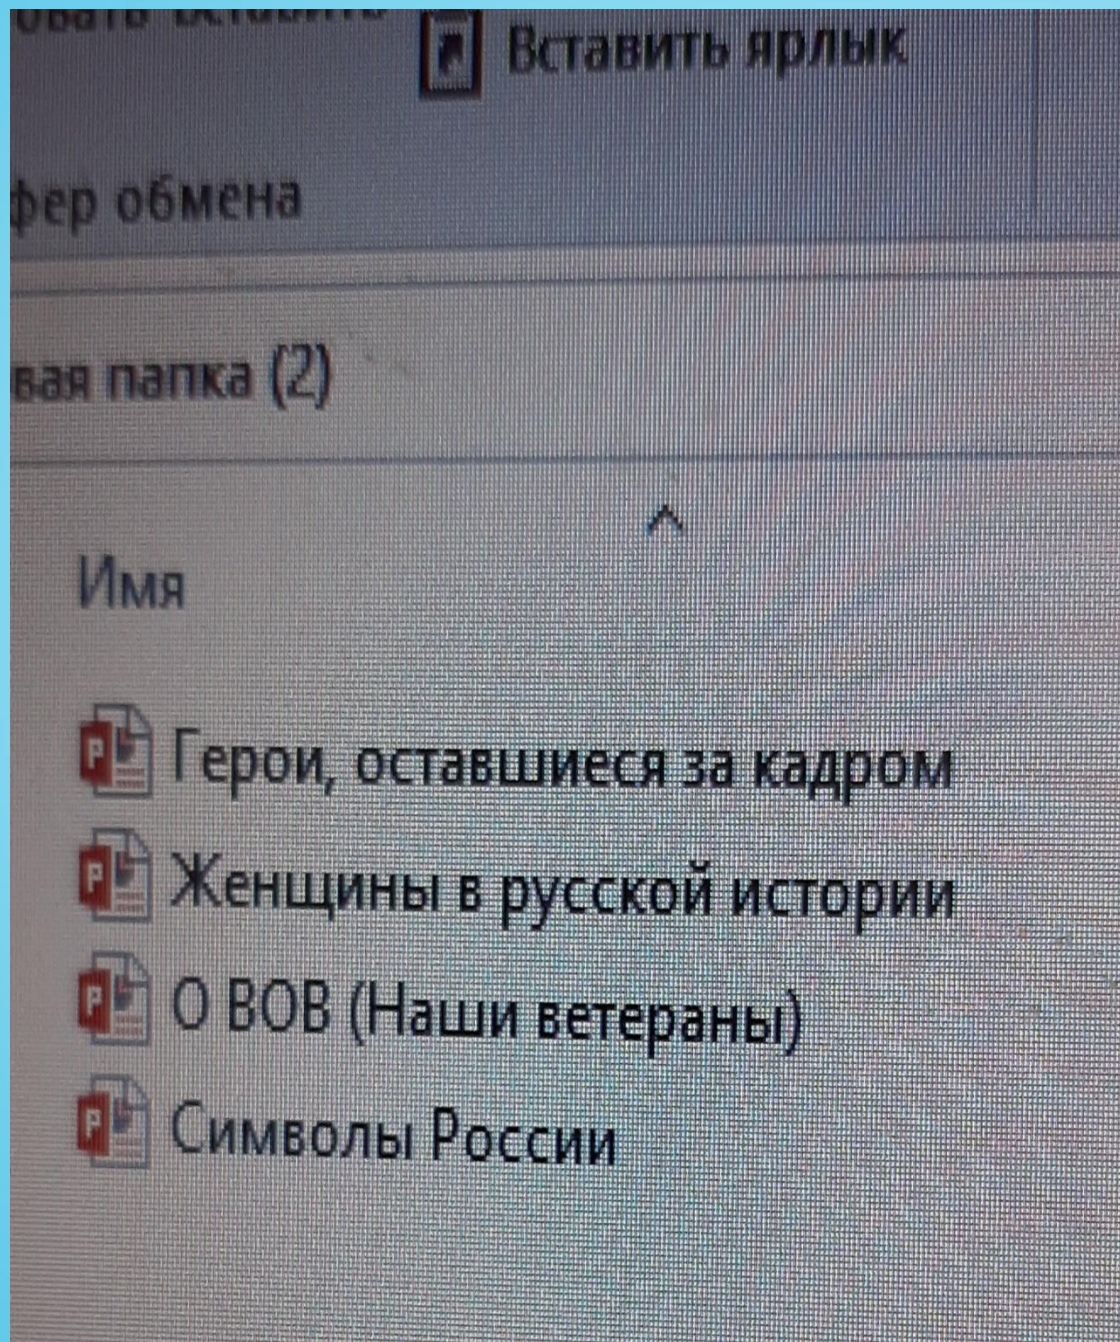 Вставить ярлык
фер обмена
вая папка (2)
Имя
Герои, оставшиеся за кадром
Женщины в русской истории
О ВОВ (Наши ветераны)
Символы России